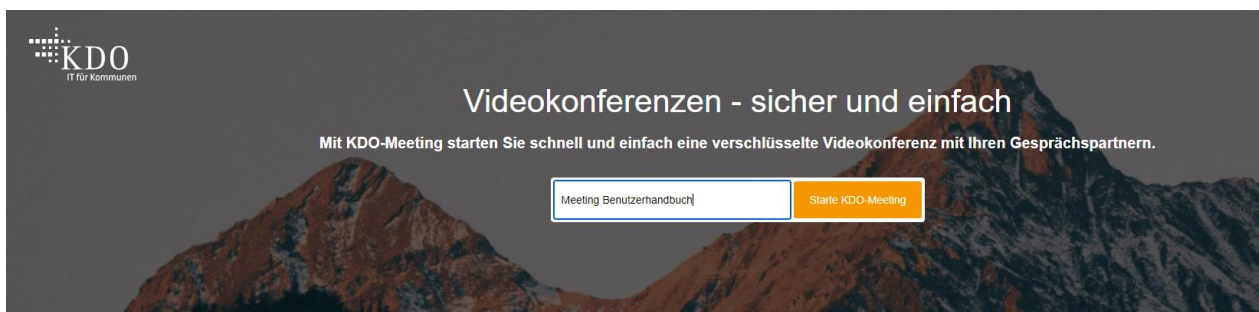 KDO
IT für Kommunen
Videokonferenzen - sicher und einfach
Mit KDO-Meeting starten Sie schnell und einfach eine verschlüsselte Videokonferenz mit Ihren Gesprächspartnern.
Meeting Benutzerhandbuch
Starte KDO-Meeting